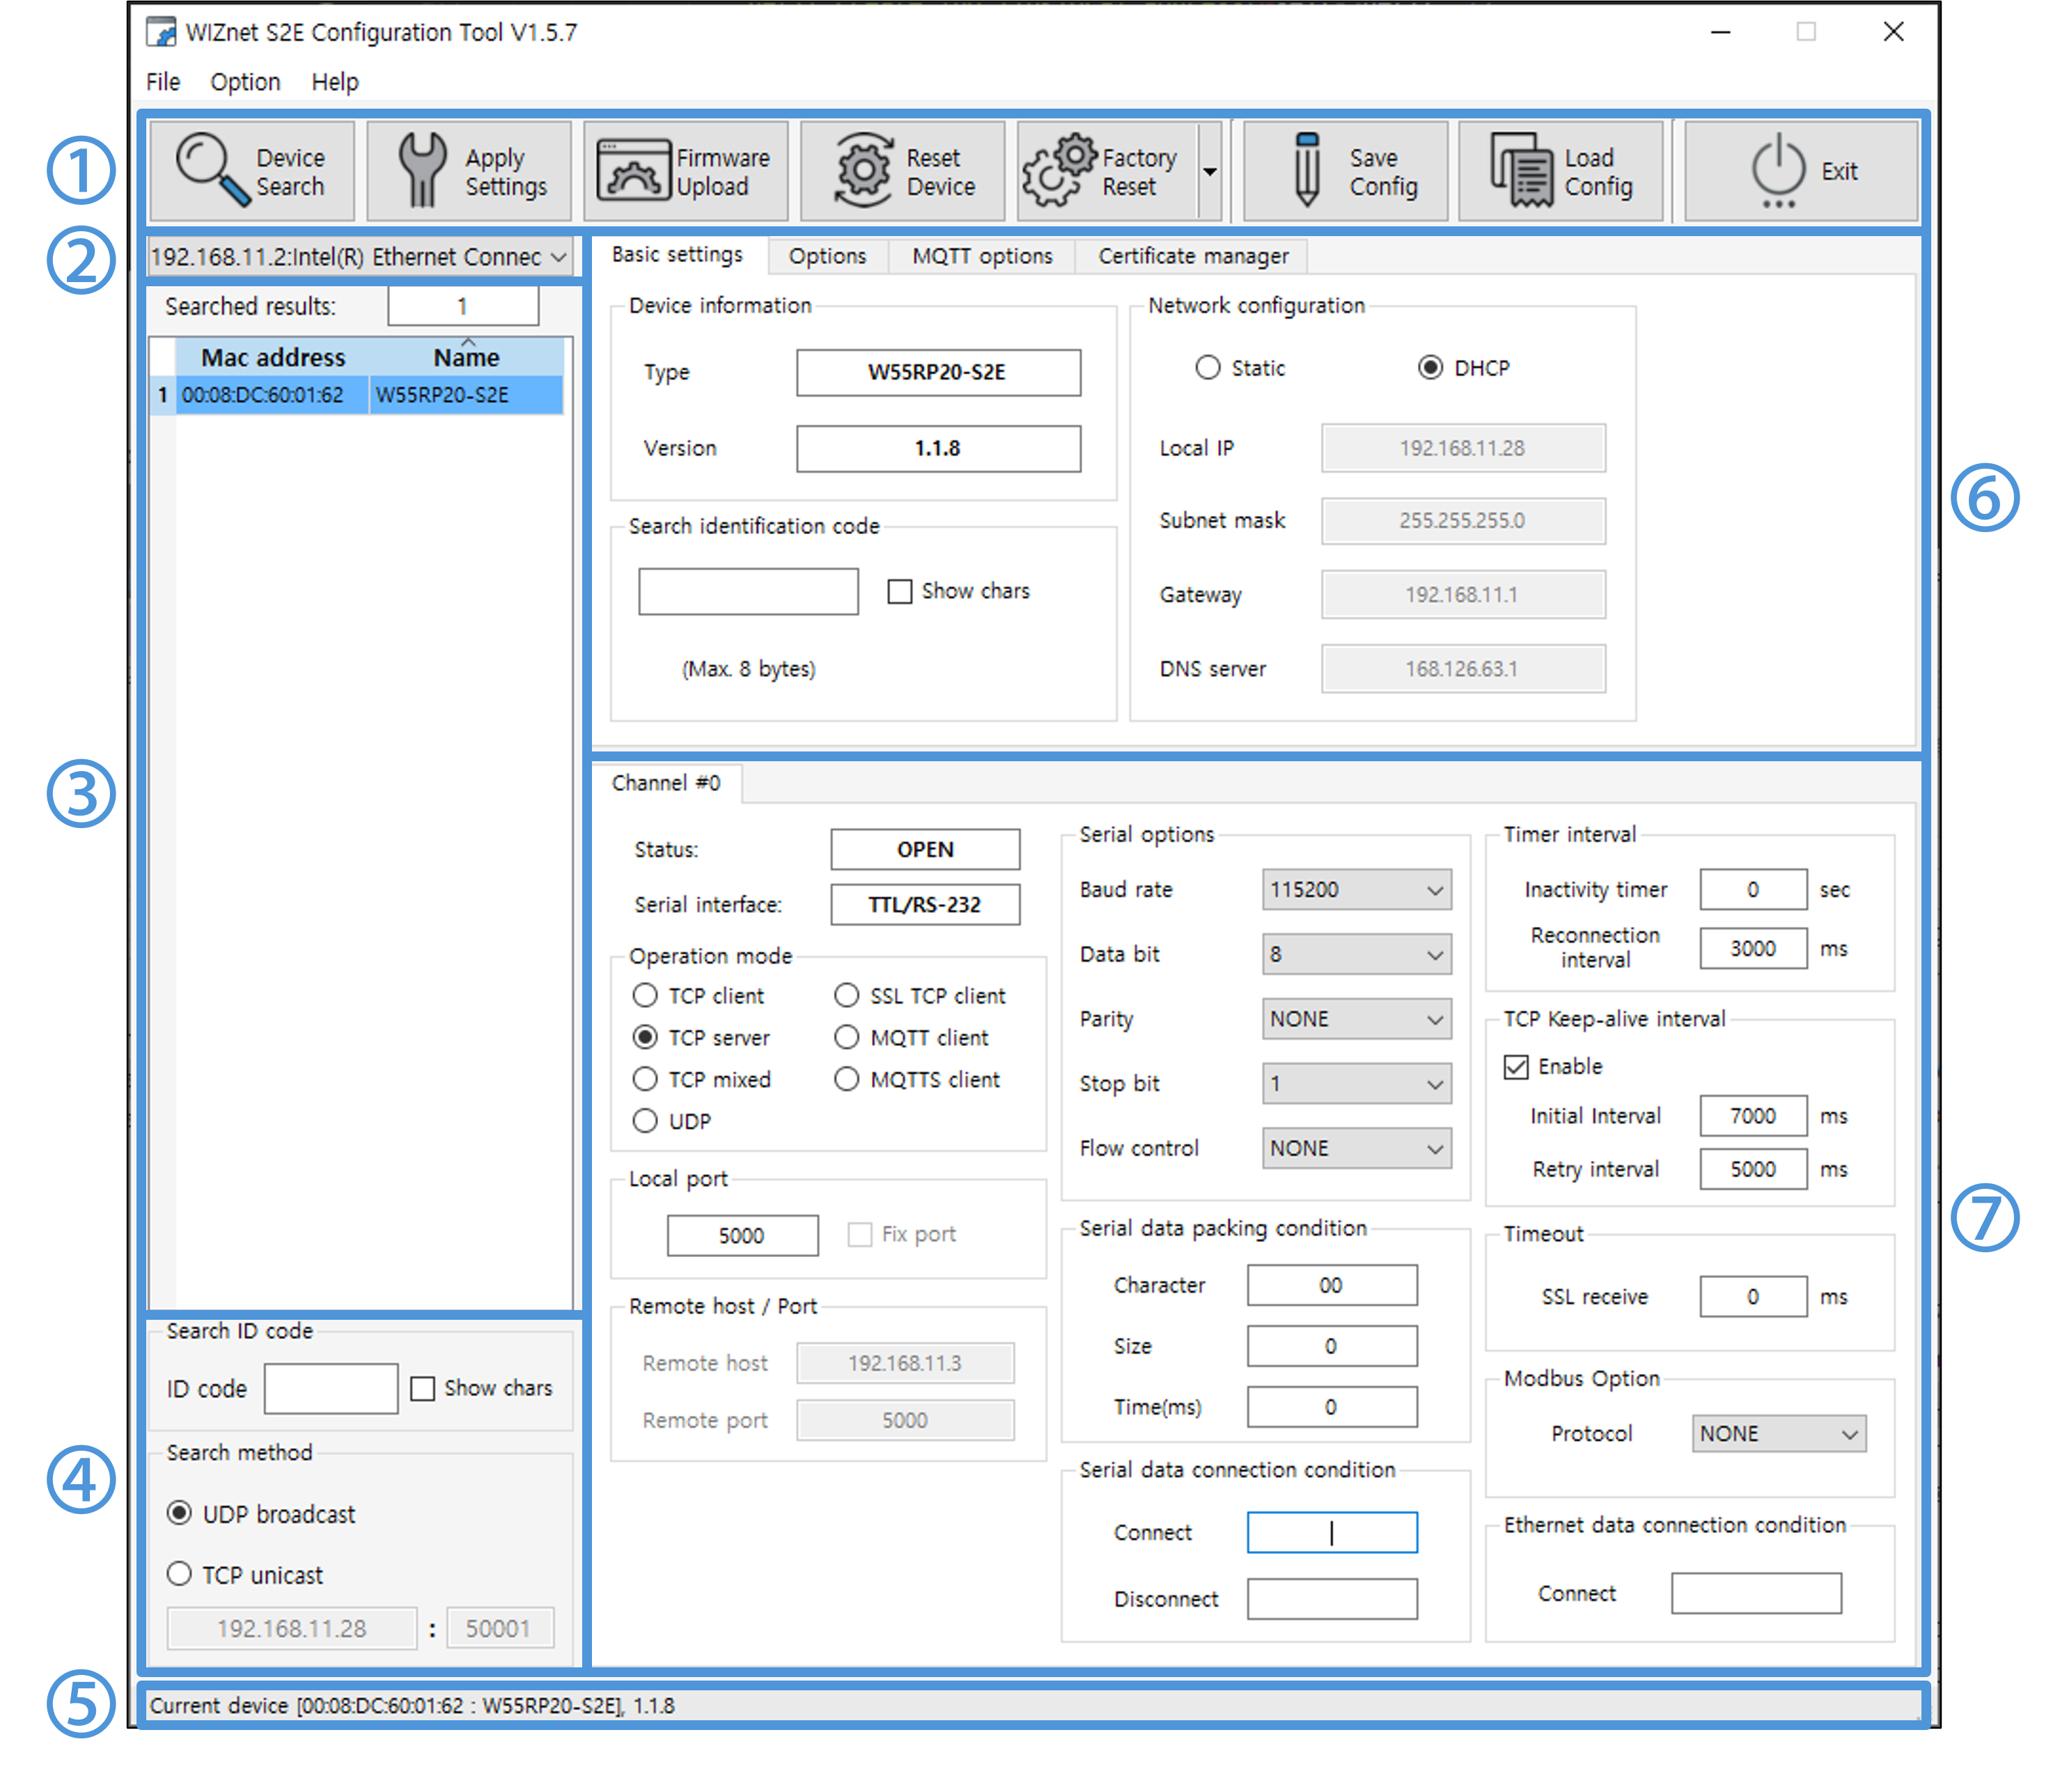 WIZnet S2E Configuration Tool V1.5.7
File Option Help
①
Device Search
Apply Settings
Firmware Upload
Reset Device
Factory Reset
Save Config
Load Config
Exit
②
192.168.11.2:Intel(R) Ethernet Connec
③
Searched results: 1
Mac address Name
1 00:08:DC:60:01:62 W55RP20-S2E
④
Search ID code
ID code Show chars
Search method
UDP broadcast
TCP unicast
192.168.11.28 : 50001
⑤
Current device [00:08:DC:60:01:62 : W55RP20-S2E], 1.1.8
⑥
Basic settings Options MQTT options Certificate manager
Device information
Type W55RP20-S2E
Version 1.1.8
Search identification code
Show chars
(Max. 8 bytes)
Network configuration
Static DHCP
Local IP 192.168.11.28
Subnet mask 255.255.255.0
Gateway 192.168.11.1
DNS server 168.126.63.1
⑦
Channel #0
Status: OPEN
Serial interface: TTL/RS-232
Operation mode
TCP client SSL TCP client
TCP server MQTT client
TCP mixed MQTTS client
UDP
Local port
5000 Fix port
Remote host / Port
Remote host 192.168.11.3
Remote port 5000
Serial options
Baud rate 115200
Data bit 8
Parity NONE
Stop bit 1
Flow control NONE
Serial data packing condition
Character 00
Size 0
Time(ms) 0
Serial data connection condition
Connect
Disconnect
Timer interval
Inactivity timer 0 sec
Reconnection
interval 3000 ms
TCP Keep-alive interval
Enable
Initial Interval 7000 ms
Retry interval 5000 ms
Timeout
SSL receive 0 ms
Modbus Option
Protocol NONE
Ethernet data connection condition
Connect